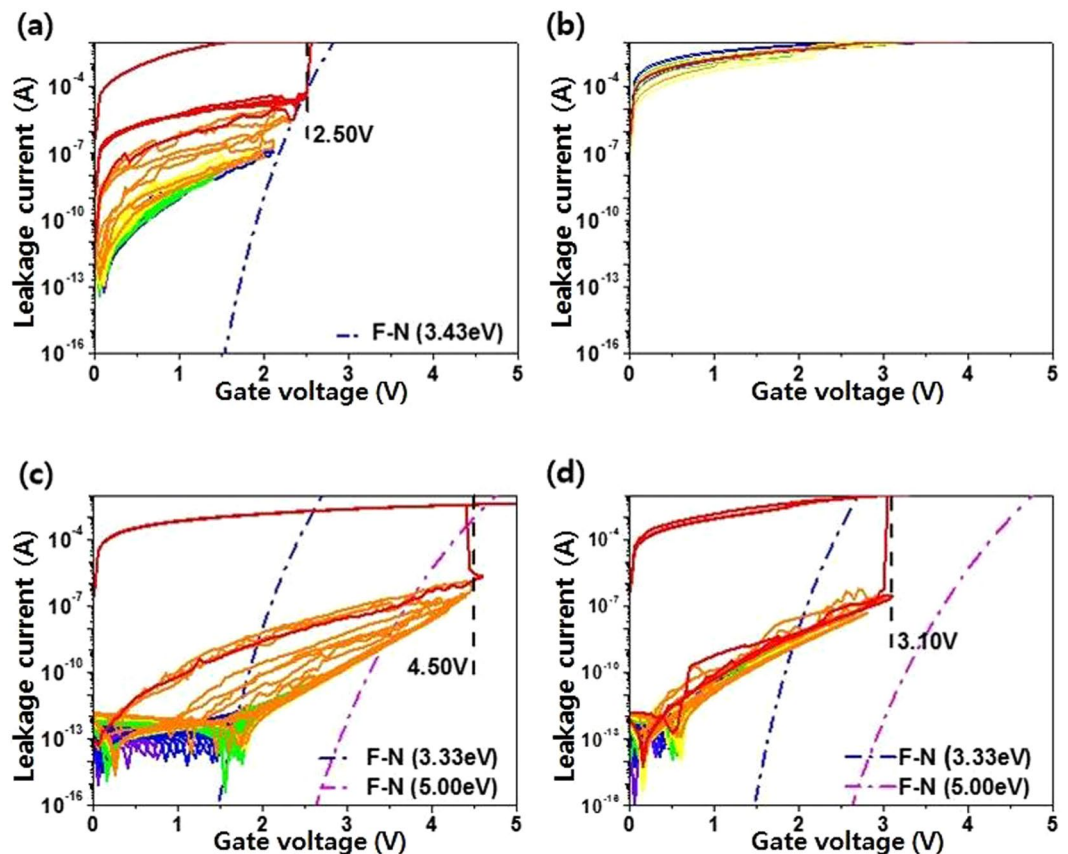 (a)
Leakage current (A)
10⁻⁴
10⁻⁷
10⁻¹⁰
10⁻¹³
10⁻¹⁶
2.50V
F-N (3.43eV)
0 1 2 3 4 5
Gate voltage (V)
(b)
Leakage current (A)
10⁻⁴
10⁻⁷
10⁻¹⁰
10⁻¹³
10⁻¹⁶
0 1 2 3 4 5
Gate voltage (V)
(c)
Leakage current (A)
10⁻⁴
10⁻⁷
10⁻¹⁰
10⁻¹³
10⁻¹⁶
4.50V
F-N (3.33eV)
F-N (5.00eV)
0 1 2 3 4 5
Gate voltage (V)
(d)
Leakage current (A)
10⁻⁴
10⁻⁷
10⁻¹⁰
3.10V
F-N (3.33eV)
F-N (5.00eV)
0 1 2 3 4 5
Gate voltage (V)